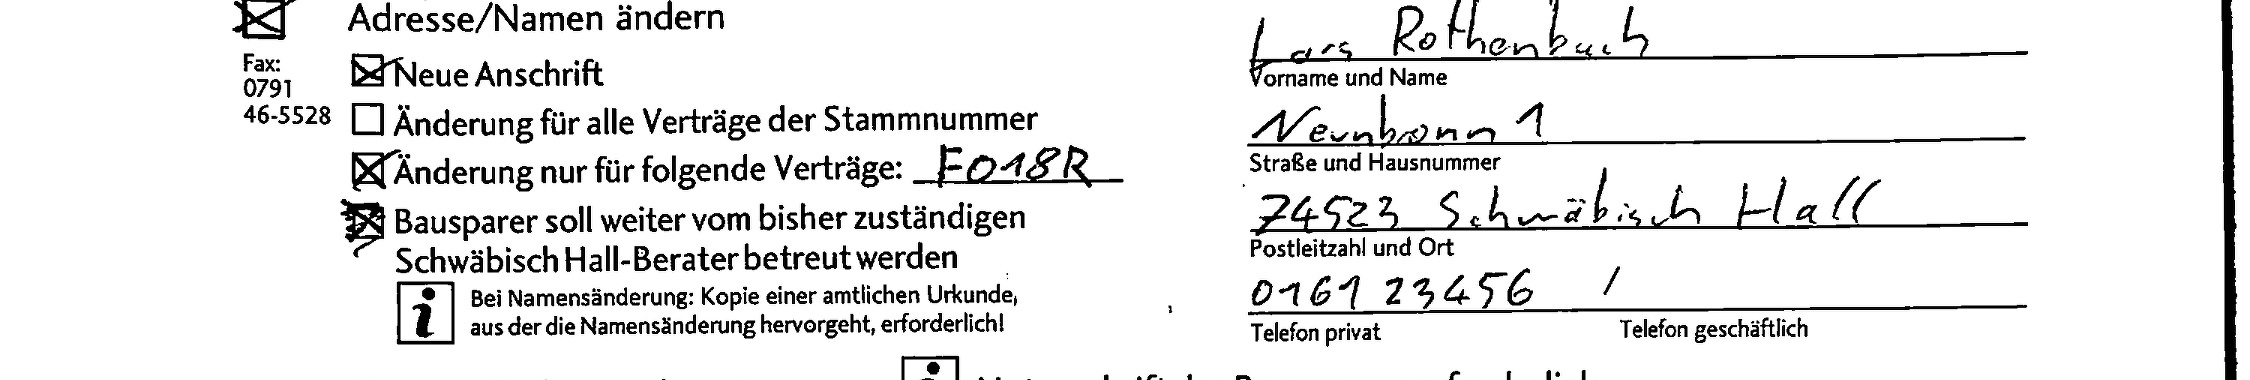 Adresse/Namen ändern
Fax:
0791
46-5528
Neue Anschrift
Änderung für alle Verträge der Stammnummer
Änderung nur für folgende Verträge: F018R
Bausparer soll weiter vom bisher zuständigen
Schwäbisch Hall-Berater betreut werden
i Bei Namensänderung: Kopie einer amtlichen Urkunde,
aus der die Namensänderung hervorgeht, erforderlich!
Lars Rothenbach
Vorname und Name
Neunbronn 1
Straße und Hausnummer
74523 Schwäbisch Hall
Postleitzahl und Ort
0161 23456 /
Telefon privat Telefon geschäftlich